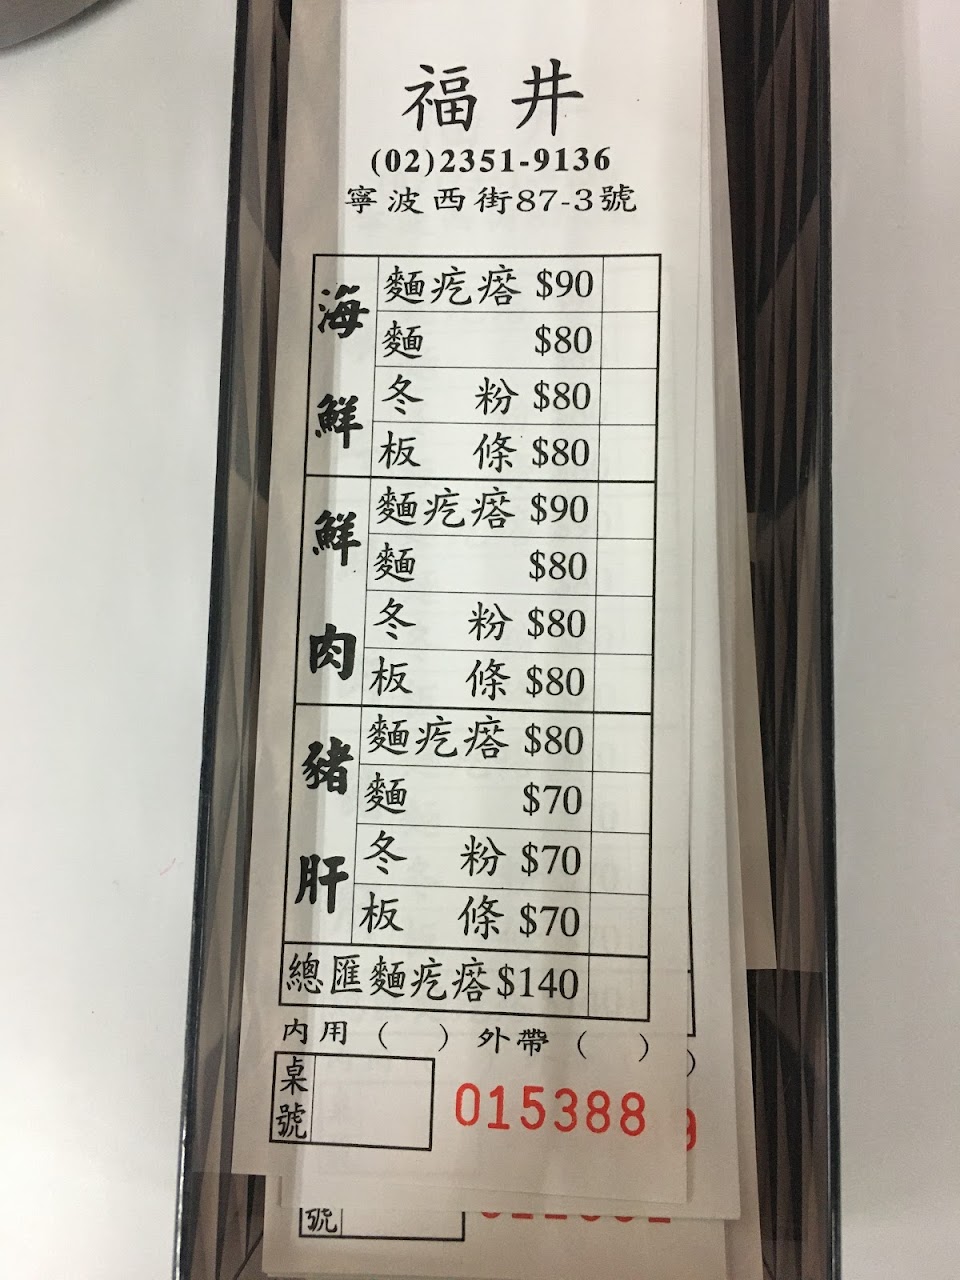 福井
(02)2351-9136
寧波西街87-3號
海鮮
麵疙瘩 $90
麵 $80
冬粉 $80
板條 $80
鮮肉
麵疙瘩 $90
麵 $80
冬粉 $80
板條 $80
豬肝
麵疙瘩 $80
麵 $70
冬粉 $70
板條 $70
總匯麵疙瘩$140
內用（　）外帶（　）
桌號
015388
號